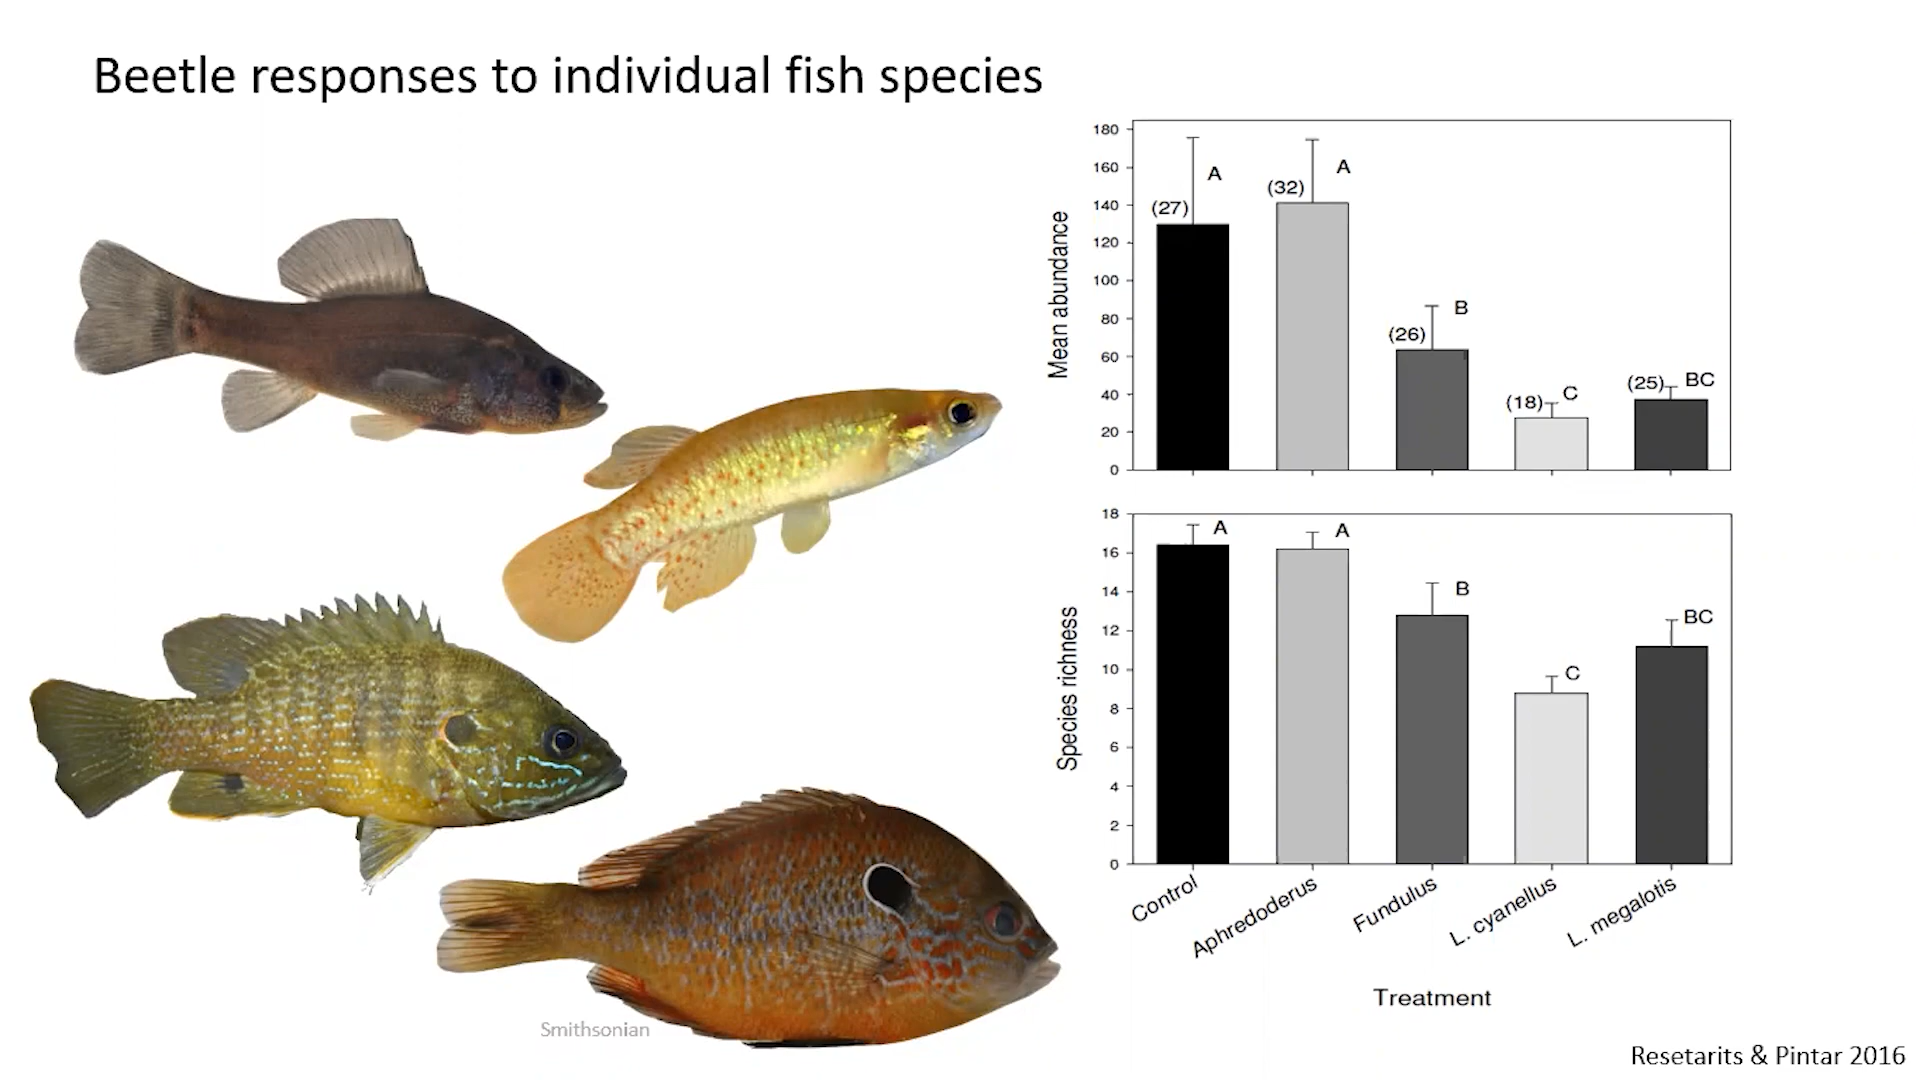 Beetle responses to individual fish species
Mean abundance
180
160
140
120
100
80
60
40
20
0
(27)
A
(32)
A
(26)
B
(18)
C
(25)
BC
Species richness
18
16
14
12
10
8
6
4
2
0
A
A
B
C
BC
Control
Aphredoderus
Fundulus
L. cyanellus
L. megalotis
Treatment
Smithsonian
Resetarits & Pintar 2016